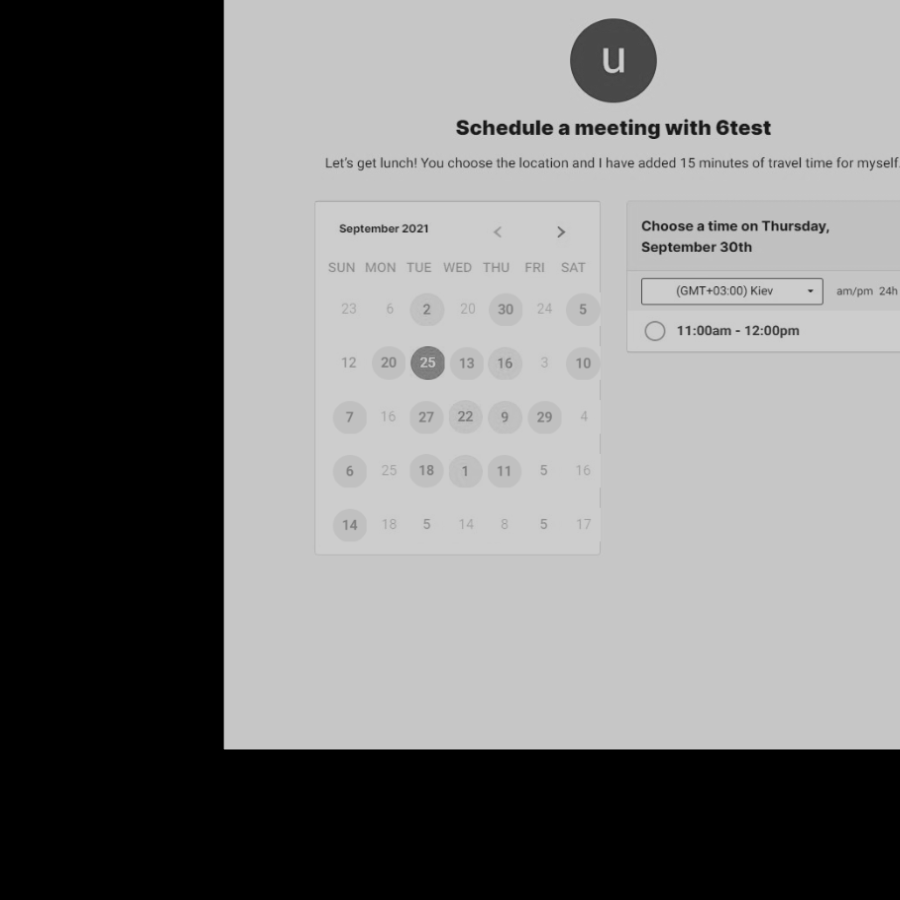 u
Schedule a meeting with 6test
Let's get lunch! You choose the location and I have added 15 minutes of travel time for myself.
September 2021 < >
SUN MON TUE WED THU FRI SAT
23 6 2 20 30 24 5
12 20 25 13 16 3 10
7 16 27 22 9 29 4
6 25 18 1 11 5 16
14 18 5 14 8 5 17
Choose a time on Thursday,
September 30th
(GMT+03:00) Kiev am/pm 24h
11:00am - 12:00pm